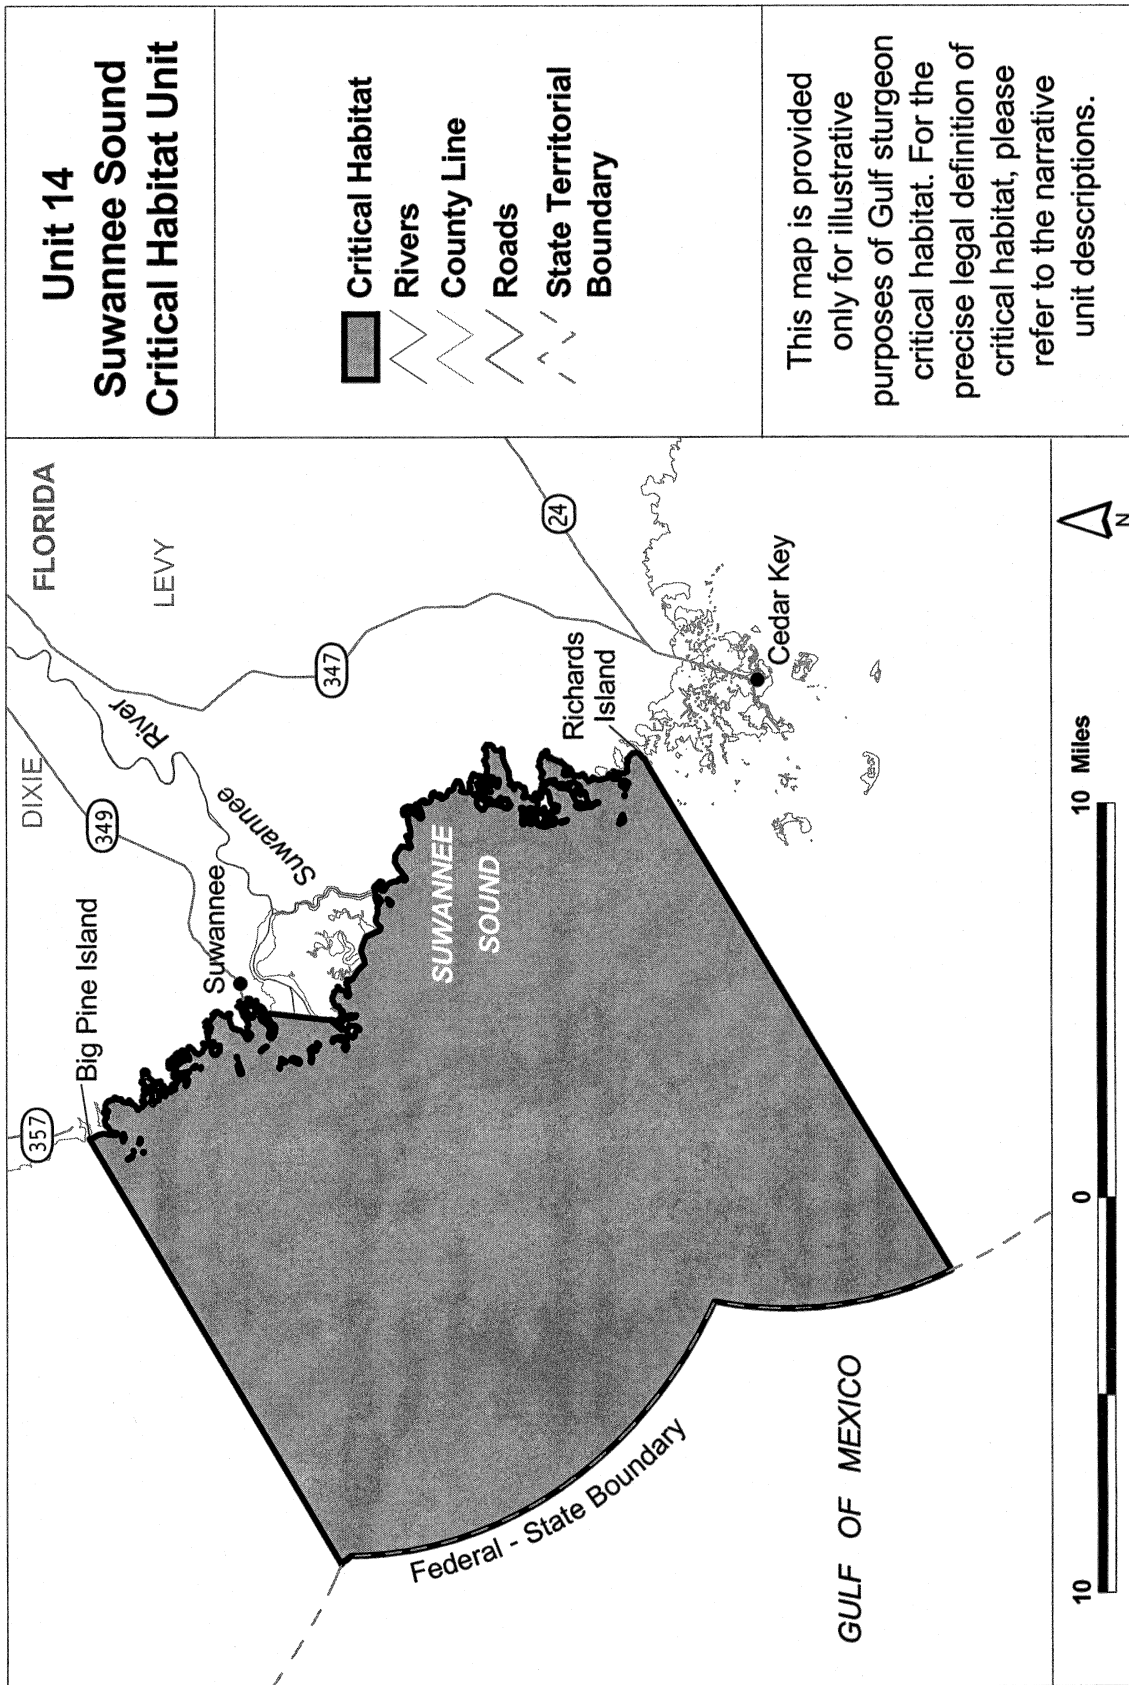 Unit 14
Suwannee Sound
Critical Habitat Unit
Critical Habitat
Rivers
County Line
Roads
State Territorial
Boundary
This map is provided
only for illustrative
purposes of Gulf sturgeon
critical habitat. For the
precise legal definition of
critical habitat, please
refer to the narrative
unit descriptions.
FLORIDA
DIXIE
LEVY
357
349
347
24
Big Pine Island
Suwannee
Suwannee River
SUWANNEE
SOUND
Richards
Island
Cedar Key
Federal - State Boundary
GULF OF MEXICO
10 0 10 Miles
N